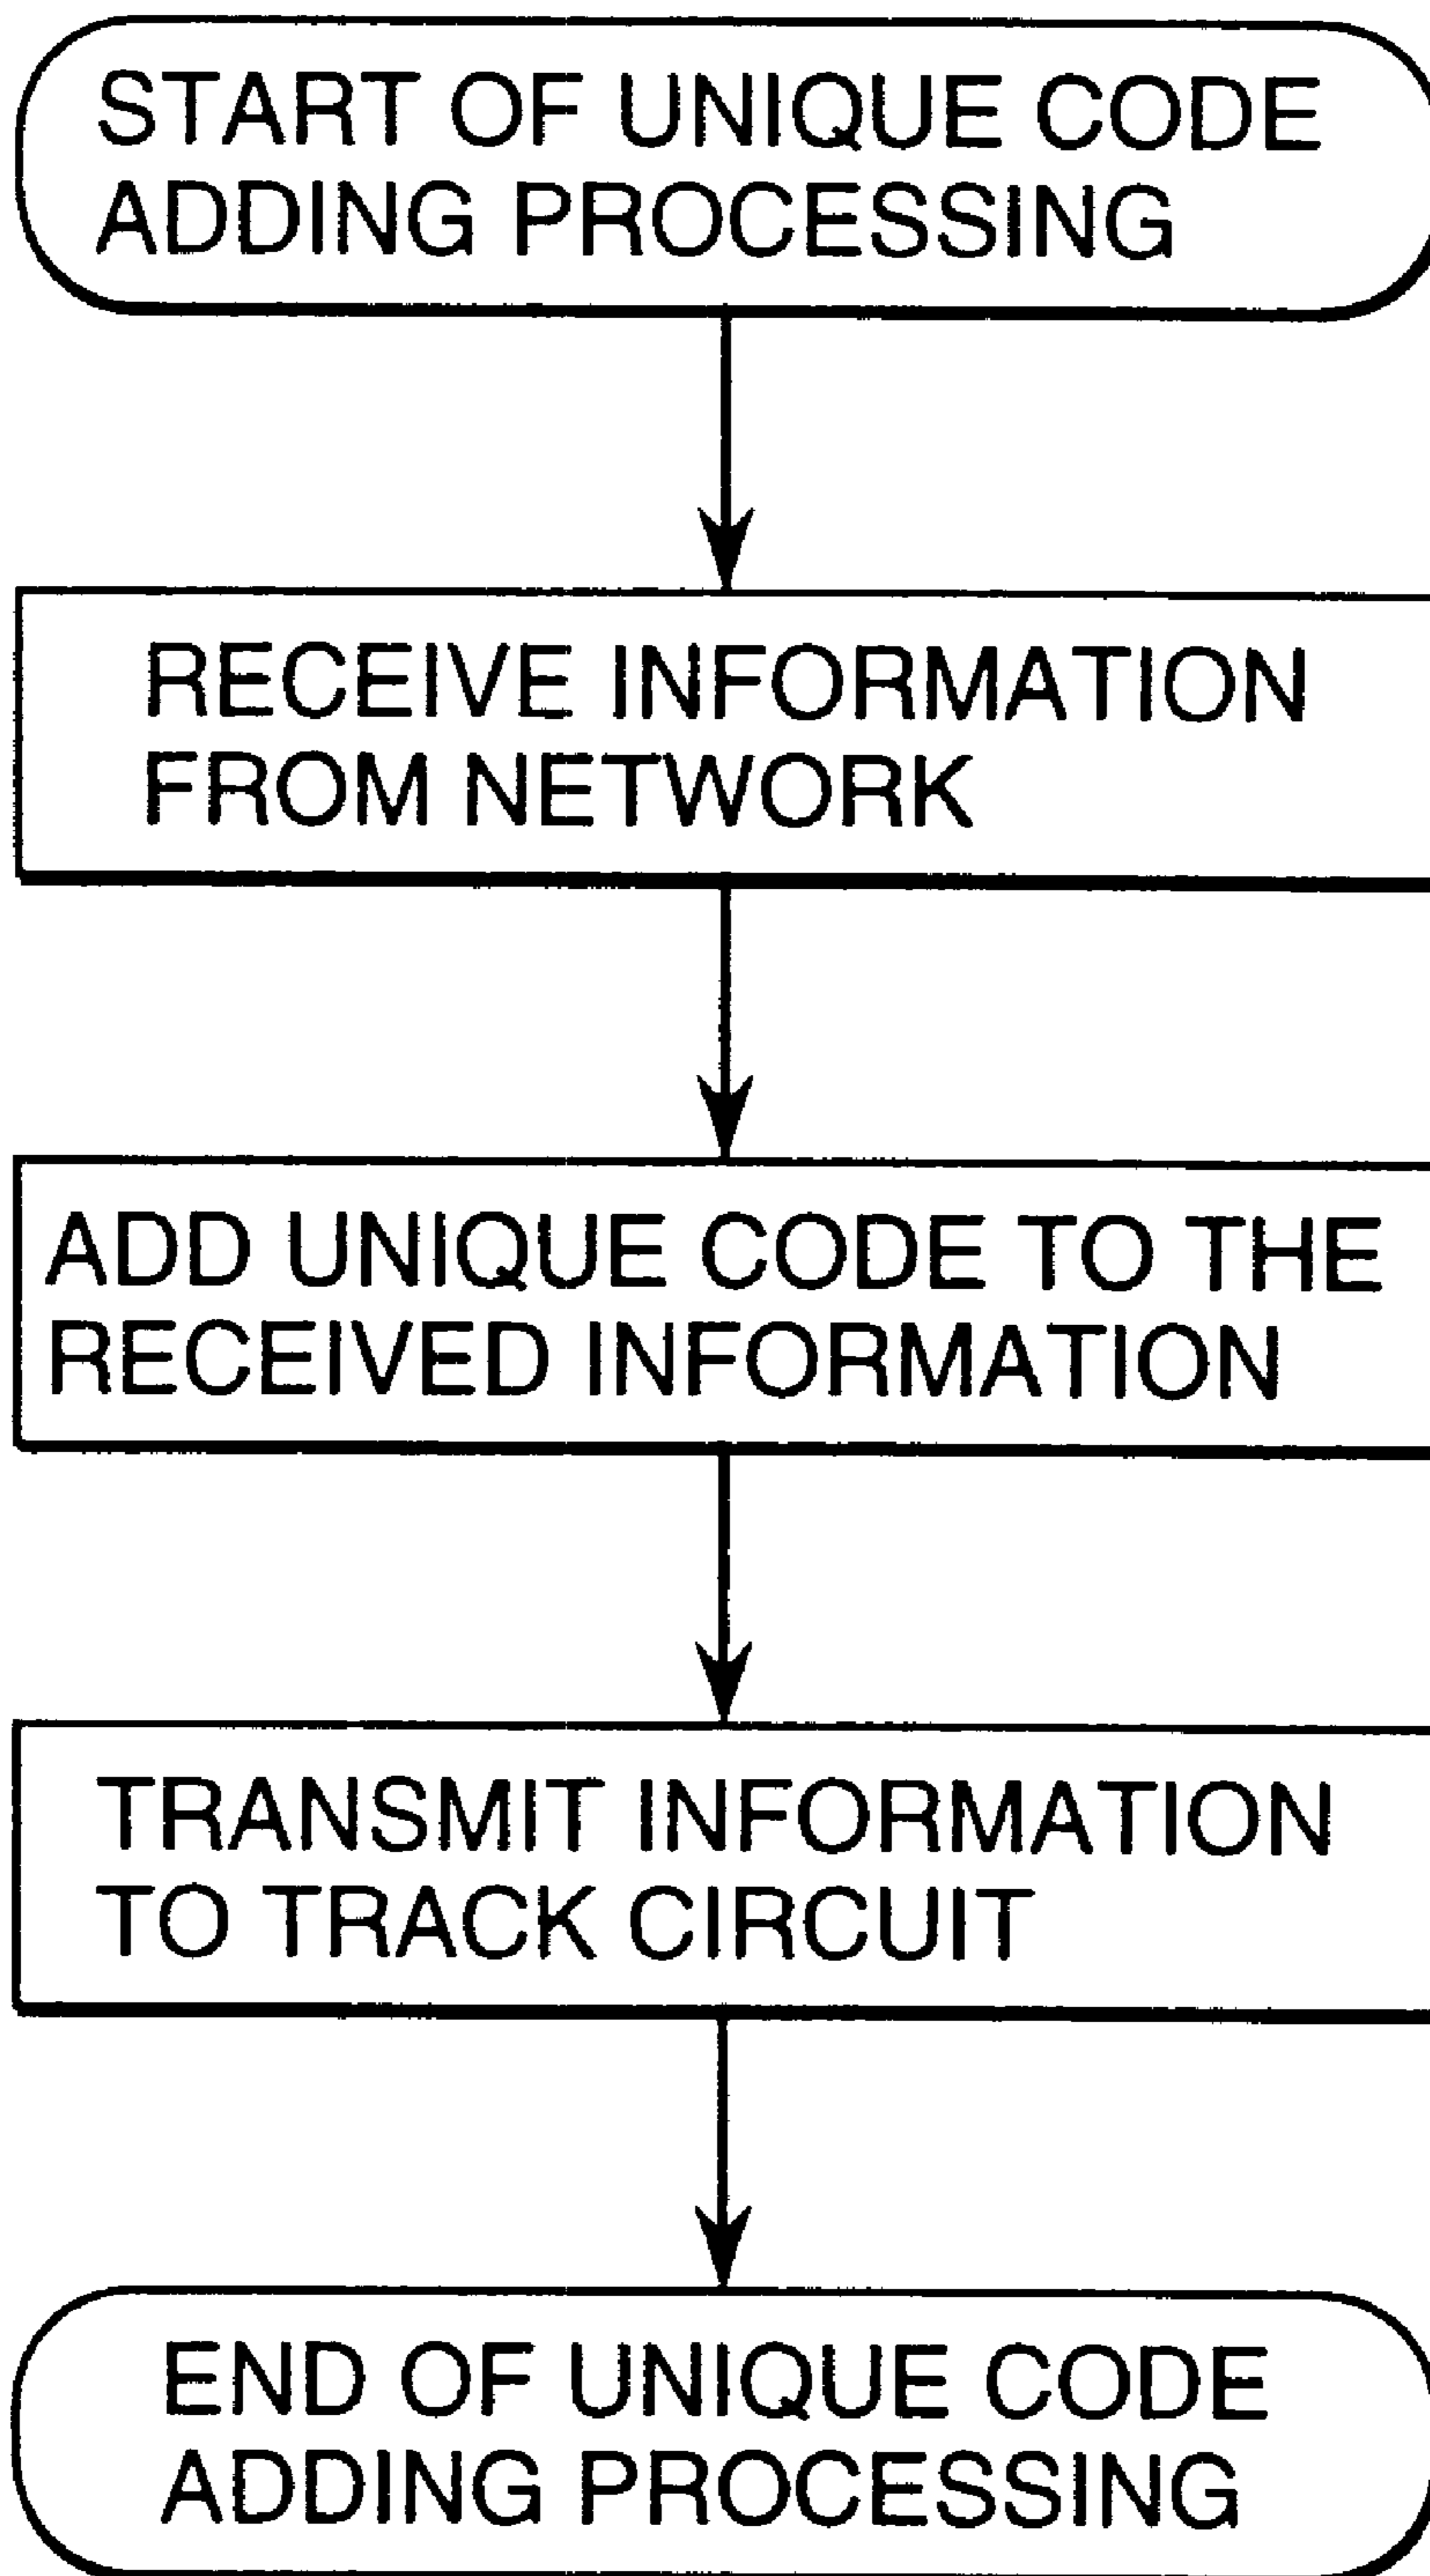 START OF UNIQUE CODE
ADDING PROCESSING
RECEIVE INFORMATION
FROM NETWORK
ADD UNIQUE CODE TO THE
RECEIVED INFORMATION
TRANSMIT INFORMATION
TO TRACK CIRCUIT
END OF UNIQUE CODE
ADDING PROCESSING